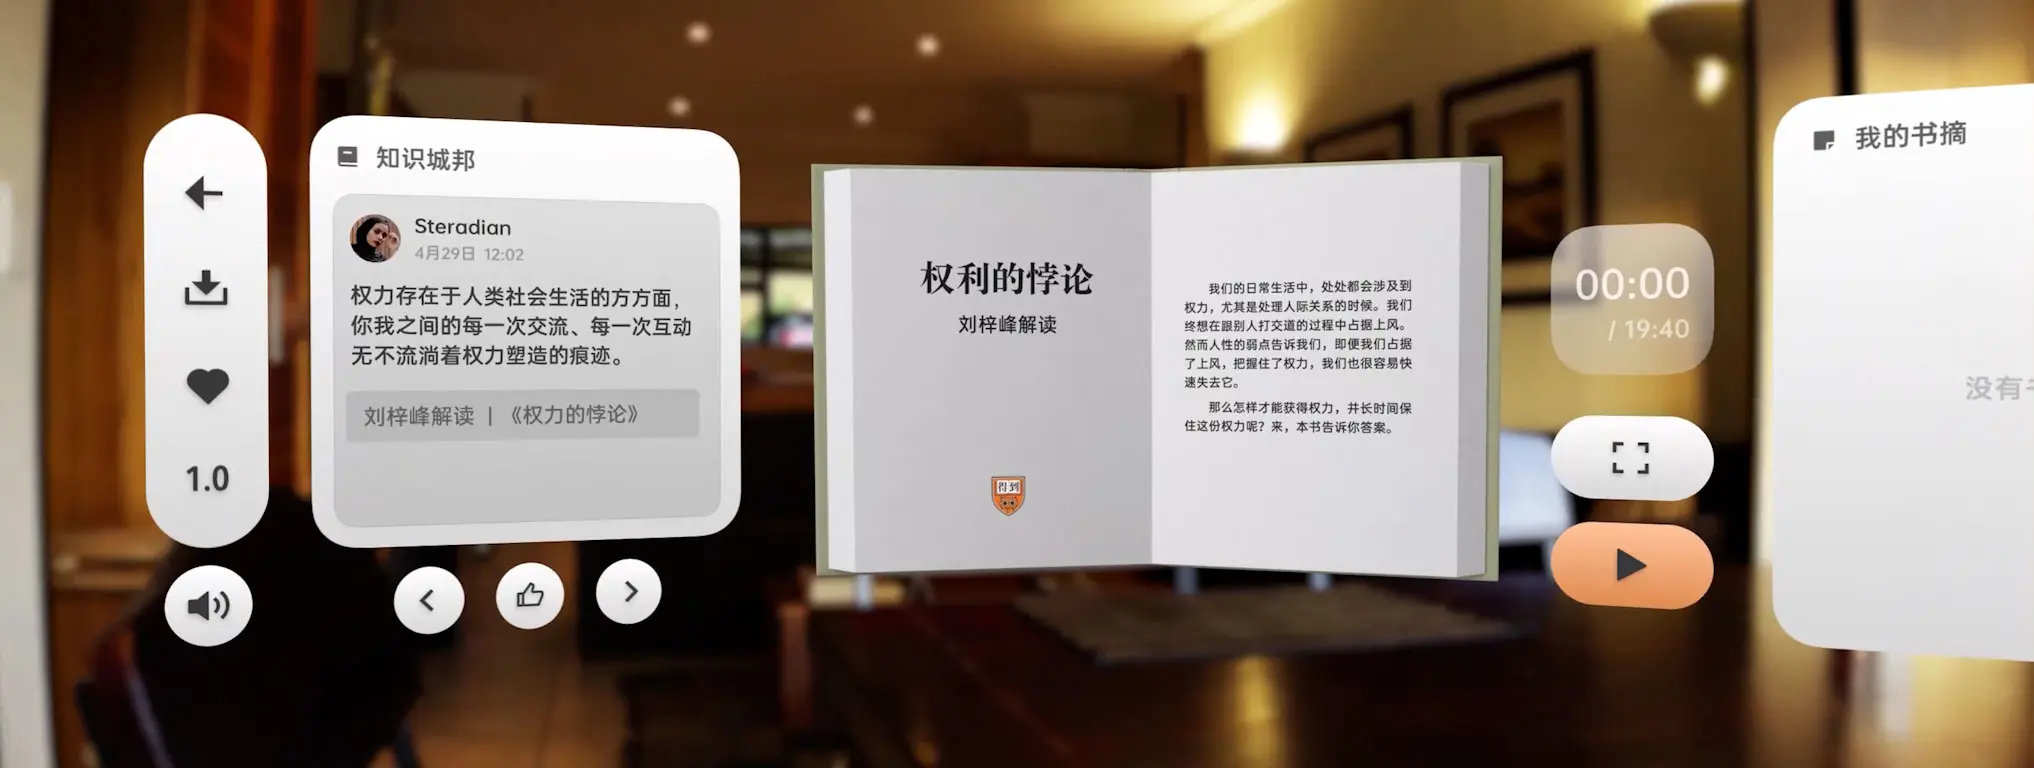 知识城邦
Steradian
4月29日 12:02
权力存在于人类社会生活的方方面，
你我之间的每一次交流、每一次互动
无不流淌着权力塑造的痕迹。
刘梓峰解读 | 《权力的悖论》
1.0
权利的悖论
刘梓峰解读
得到
我们的日常生活中，处处都会涉及到
权力，尤其是处理人际关系的时候。我们
终想在跟别人打交道的过程中占据上风。
然而人性的弱点告诉我们，即便我们占据
了上风，把握住了权力，我们也很容易快
速失去它。
那么怎样才能获得权力，并长时间保
住这份权力呢？来，本书告诉你答案。
00:00
/ 19:40
我的书摘
没有